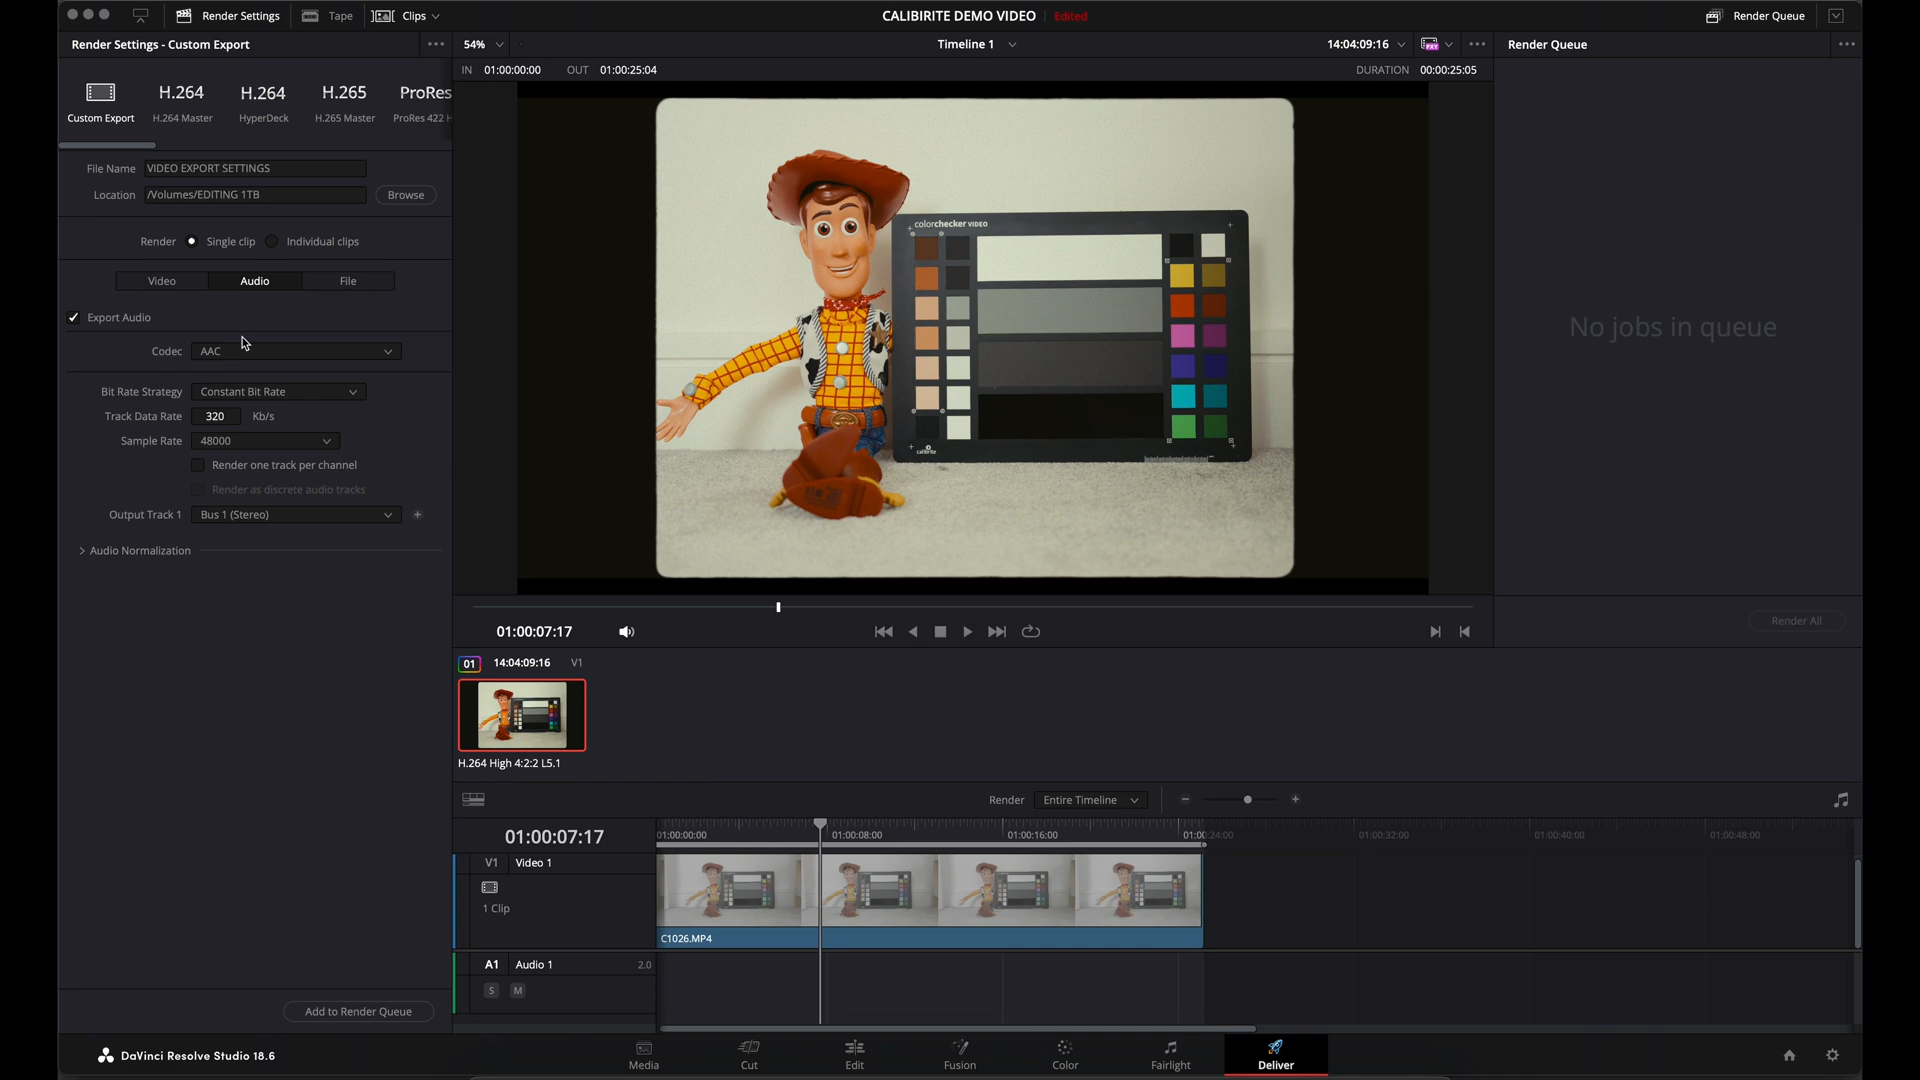 Render Settings
Tape
Clips
CALIBIRITE DEMO VIDEO
Edited
Render Queue
Render Settings - Custom Export
54%
Timeline 1
14:04:09:16
Render Queue
IN 01:00:00:00 OUT 01:00:25:04
DURATION 00:00:25:05
H.264 H.264 H.265 ProRes
Custom Export H.264 Master HyperDeck H.265 Master ProRes 422 H
File Name VIDEO EXPORT SETTINGS
Location /Volumes/EDITING 1TB Browse
Render Single clip Individual clips
Video Audio File
Export Audio
Codec AAC
Bit Rate Strategy Constant Bit Rate
Track Data Rate 320 Kb/s
Sample Rate 48000
Render one track per channel
Render as discrete audio tracks
Output Track 1 Bus 1 (Stereo)
Audio Normalization
Add to Render Queue
colorchecker VIDEO
calibrite
No jobs in queue
Render All
01:00:07:17
01 14:04:09:16 V1
H.264 High 4:2:2 L5.1
Render Entire Timeline
01:00:07:17
01:00:00:00 01:00:08:00 01:00:16:00 01:00:24:00 01:00:32:00 01:00:40:00 01:00:48:00
V1 Video 1
1 Clip
C1026.MP4
A1 Audio 1 2.0
S M
DaVinci Resolve Studio 18.6
Media Cut Edit Fusion Color Fairlight Deliver